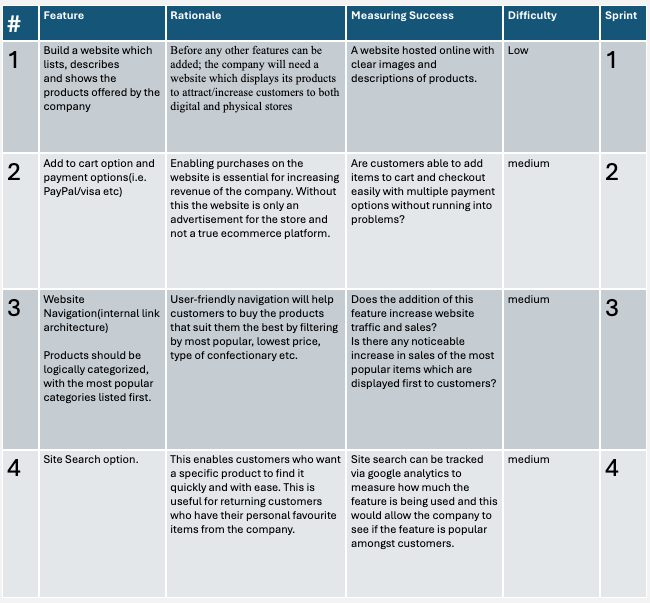 # Feature Rationale Measuring Success Difficulty Sprint
1
Build a website which
lists, describes
and shows the
products offered by the
company
Before any other features can be
added; the company will need a
website which displays its products
to attract/increase customers to both
digital and physical stores
A website hosted online with
clear images and
descriptions of products.
Low
1
2
Add to cart option and
payment options(i.e.
PayPal/visa etc)
Enabling purchases on the
website is essential for increasing
revenue of the company. Without
this the website is only an
advertisement for the store and
not a true ecommerce platform.
Are customers able to add
items to cart and checkout
easily with multiple payment
options without running into
problems?
medium
2
3
Website
Navigation(internal link
architecture)
Products should be
logically categorized,
with the most popular
categories listed first.
User-friendly navigation will help
customers to buy the products
that suit them the best by filtering
by most popular, lowest price,
type of confectionary etc.
Does the addition of this
feature increase website
traffic and sales?
Is there any noticeable
increase in sales of the most
popular items which are
displayed first to customers?
medium
3
4
Site Search option.
This enables customers who want
a specific product to find it
quickly and with ease. This is
useful for returning customers
who have their personal favourite
items from the company.
Site search can be tracked
via google analytics to
measure how much the
feature is being used and this
would allow the company to
see if the feature is popular
amongst customers.
medium
4